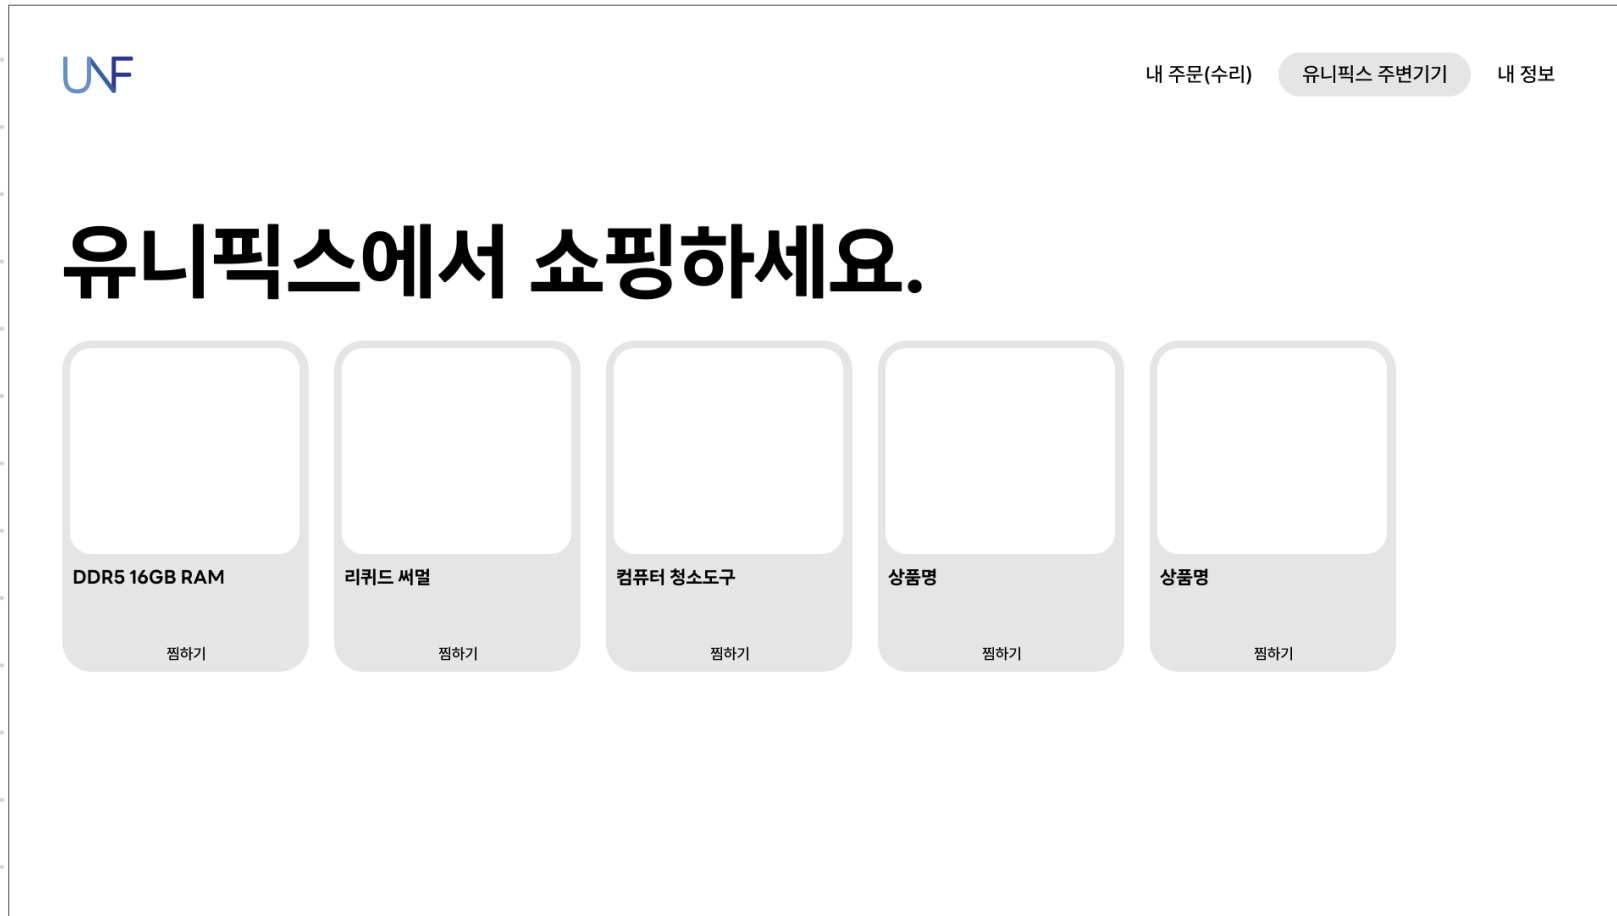 UNF
내 주문(수리) 유니픽스 주변기기 내 정보
유니픽스에서 쇼핑하세요.
DDR5 16GB RAM 리퀴드 써멀 컴퓨터 청소도구 상품명 상품명
찜하기 찜하기 찜하기 찜하기 찜하기